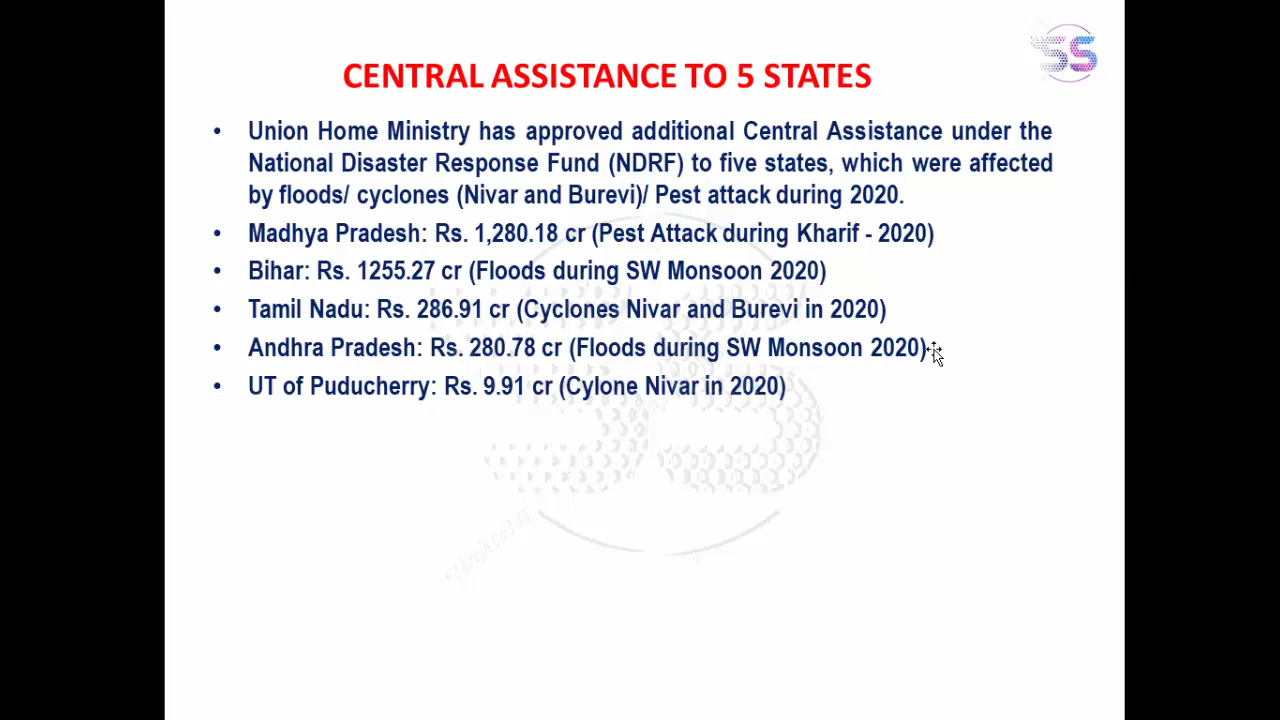 SS
CENTRAL ASSISTANCE TO 5 STATES
• Union Home Ministry has approved additional Central Assistance under the
National Disaster Response Fund (NDRF) to five states, which were affected
by floods/ cyclones (Nivar and Burevi)/ Pest attack during 2020.
• Madhya Pradesh: Rs. 1,280.18 cr (Pest Attack during Kharif - 2020)
• Bihar: Rs. 1255.27 cr (Floods during SW Monsoon 2020)
• Tamil Nadu: Rs. 286.91 cr (Cyclones Nivar and Burevi in 2020)
• Andhra Pradesh: Rs. 280.78 cr (Floods during SW Monsoon 2020)
• UT of Puducherry: Rs. 9.91 cr (Cylone Nivar in 2020)